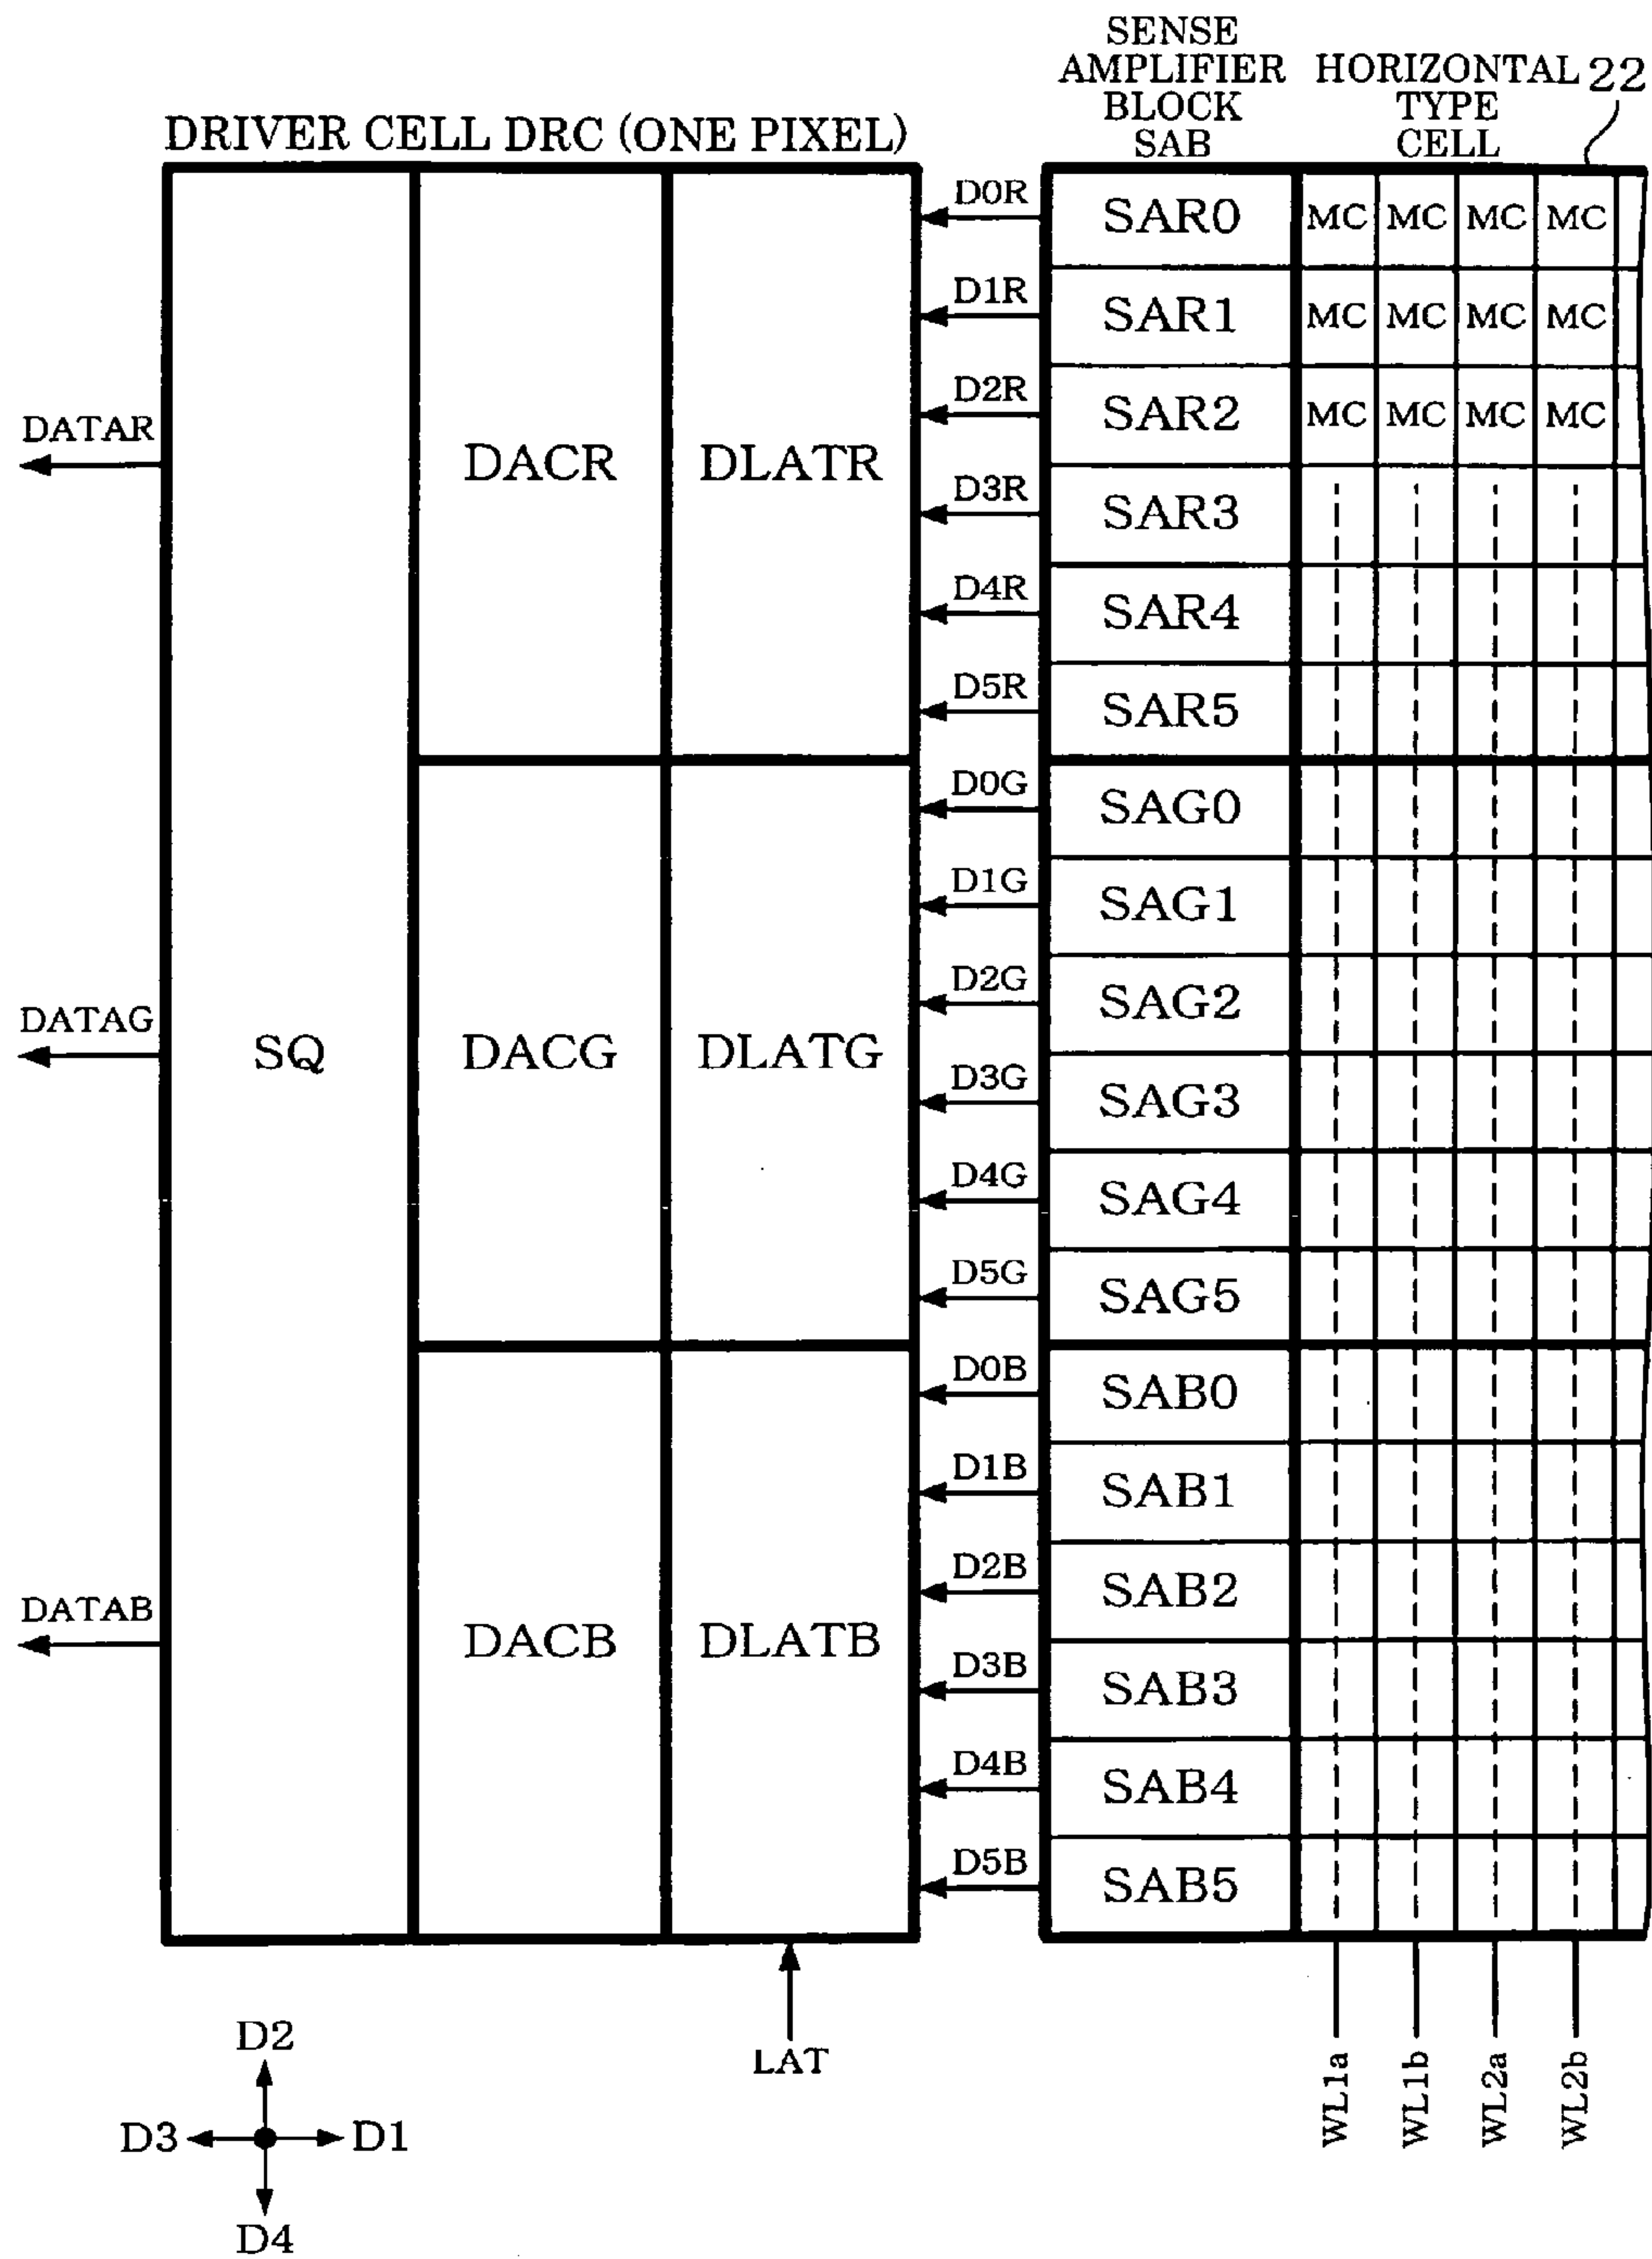 SENSE
AMPLIFIER
BLOCK
SAB
HORIZONTAL
TYPE
CELL
22
DRIVER CELL DRC (ONE PIXEL)
D0R
SAR0
MC MC MC MC
D1R
SAR1
MC MC MC MC
D2R
SAR2
MC MC MC MC
DATAR
DACR
DLATR
D3R
SAR3
D4R
SAR4
D5R
SAR5
D0G
SAG0
D1G
SAG1
D2G
SAG2
DATAG
SQ
DACG
DLATG
D3G
SAG3
D4G
SAG4
D5G
SAG5
D0B
SAB0
D1B
SAB1
D2B
SAB2
DATAB
DACB
DLATB
D3B
SAB3
D4B
SAB4
D5B
SAB5
LAT
WL1a
WL1b
WL2a
WL2b
D2
D3
D1
D4